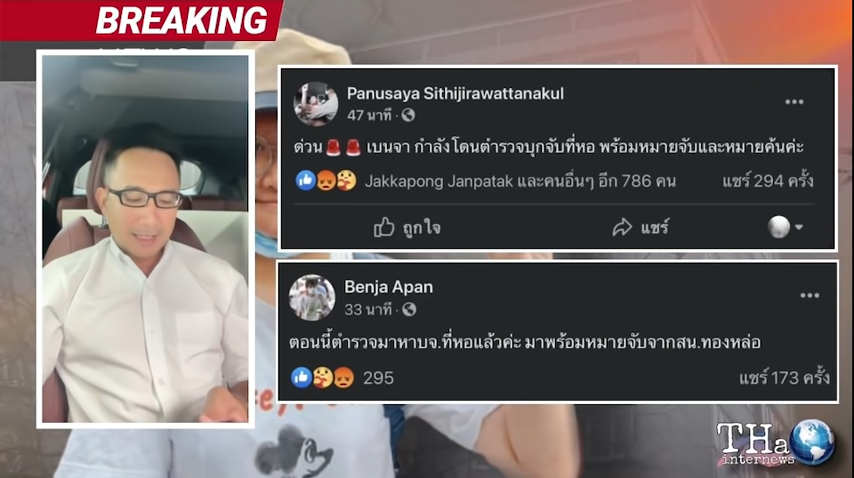 BREAKING
Panusaya Sithijirawattanakul
47 นาที ·
ด่วน🚨🚨 เบนจา กำลังโดนตำรวจบุกจับที่หอ พร้อมหมายจับและหมายค้นค่ะ
Jakkapong Janpatak และคนอื่นๆ อีก 786 คน แชร์ 294 ครั้ง
ถูกใจ แชร์
Benja Apan
33 นาที ·
ตอนนี้ตำรวจมาหาบจ.ที่หอแล้วค่ะ มาพร้อมหมายจับจากสน.ทองหล่อ
295 แชร์ 173 ครั้ง
THa
internews